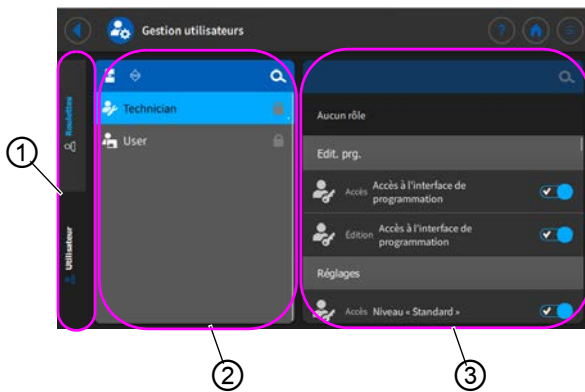 Gestion utilisateurs
?
Roulettes
Utilisateur
Technician
User
Aucun rôle
Edit. prg.
Accès Accès à l'interface de
programmation
Édition Accès à l'interface de
programmation
Réglages
Accès Niveau « Standard »
1
2
3